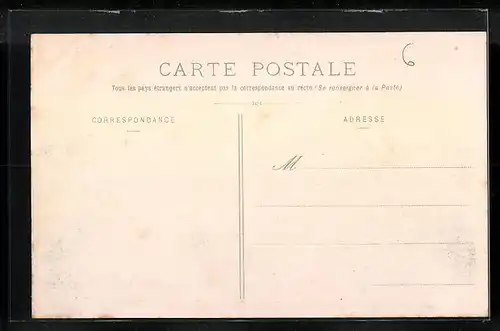 6
CARTE POSTALE
Tous les pays étrangers n'acceptent pas la correspondance au recto. (Se renseigner à la Poste)
CORRESPONDANCE
ADRESSE
M